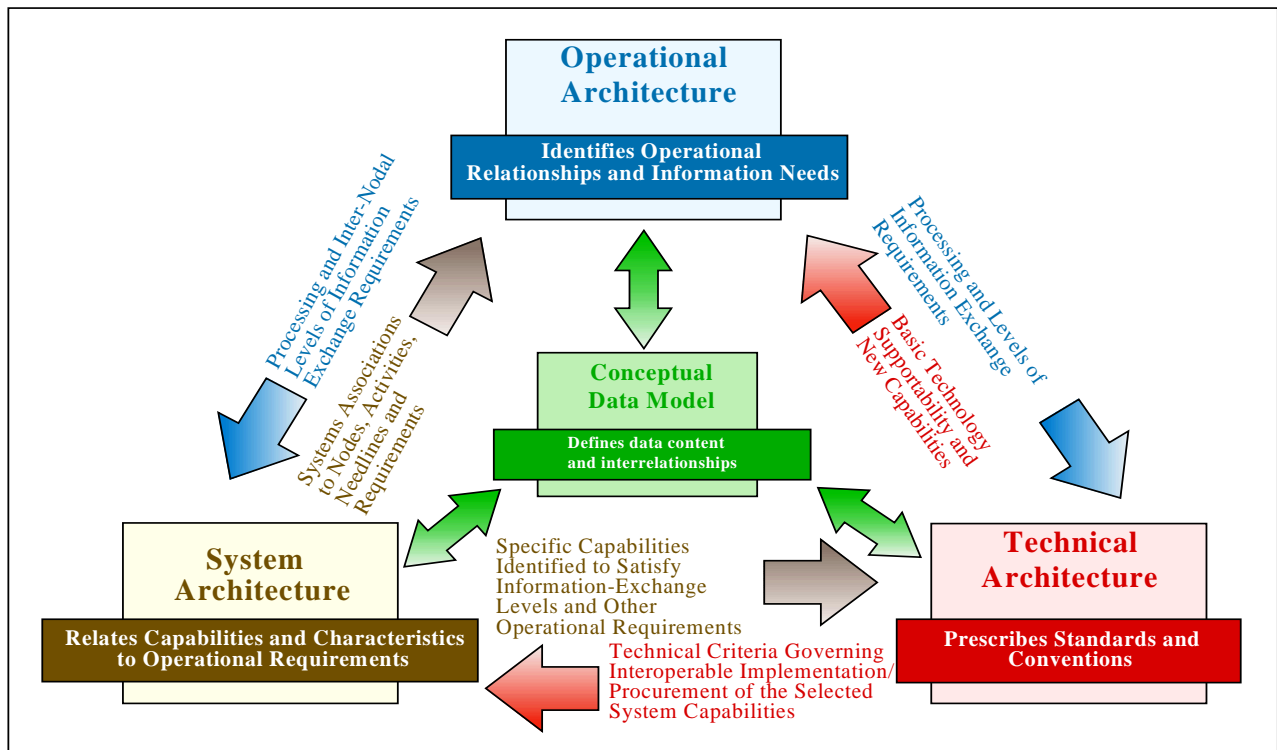 Operational
Architecture
Identifies Operational
Relationships and Information Needs
Processing and Inter-Nodal
Levels of Information
Exchange Requirements
Systems Associations
to Nodes, Activities,
Needlines and
Requirements
Processing and Levels of
Information Exchange
Requirements
Basic Technology
Supportability and
New Capabilities
Conceptual
Data Model
Defines data content
and interrelationships
System
Architecture
Relates Capabilities and Characteristics
to Operational Requirements
Specific Capabilities
Identified to Satisfy
Information-Exchange
Levels and Other
Operational Requirements
Technical Criteria Governing
Interoperable Implementation/
Procurement of the Selected
System Capabilities
Technical
Architecture
Prescribes Standards and
Conventions